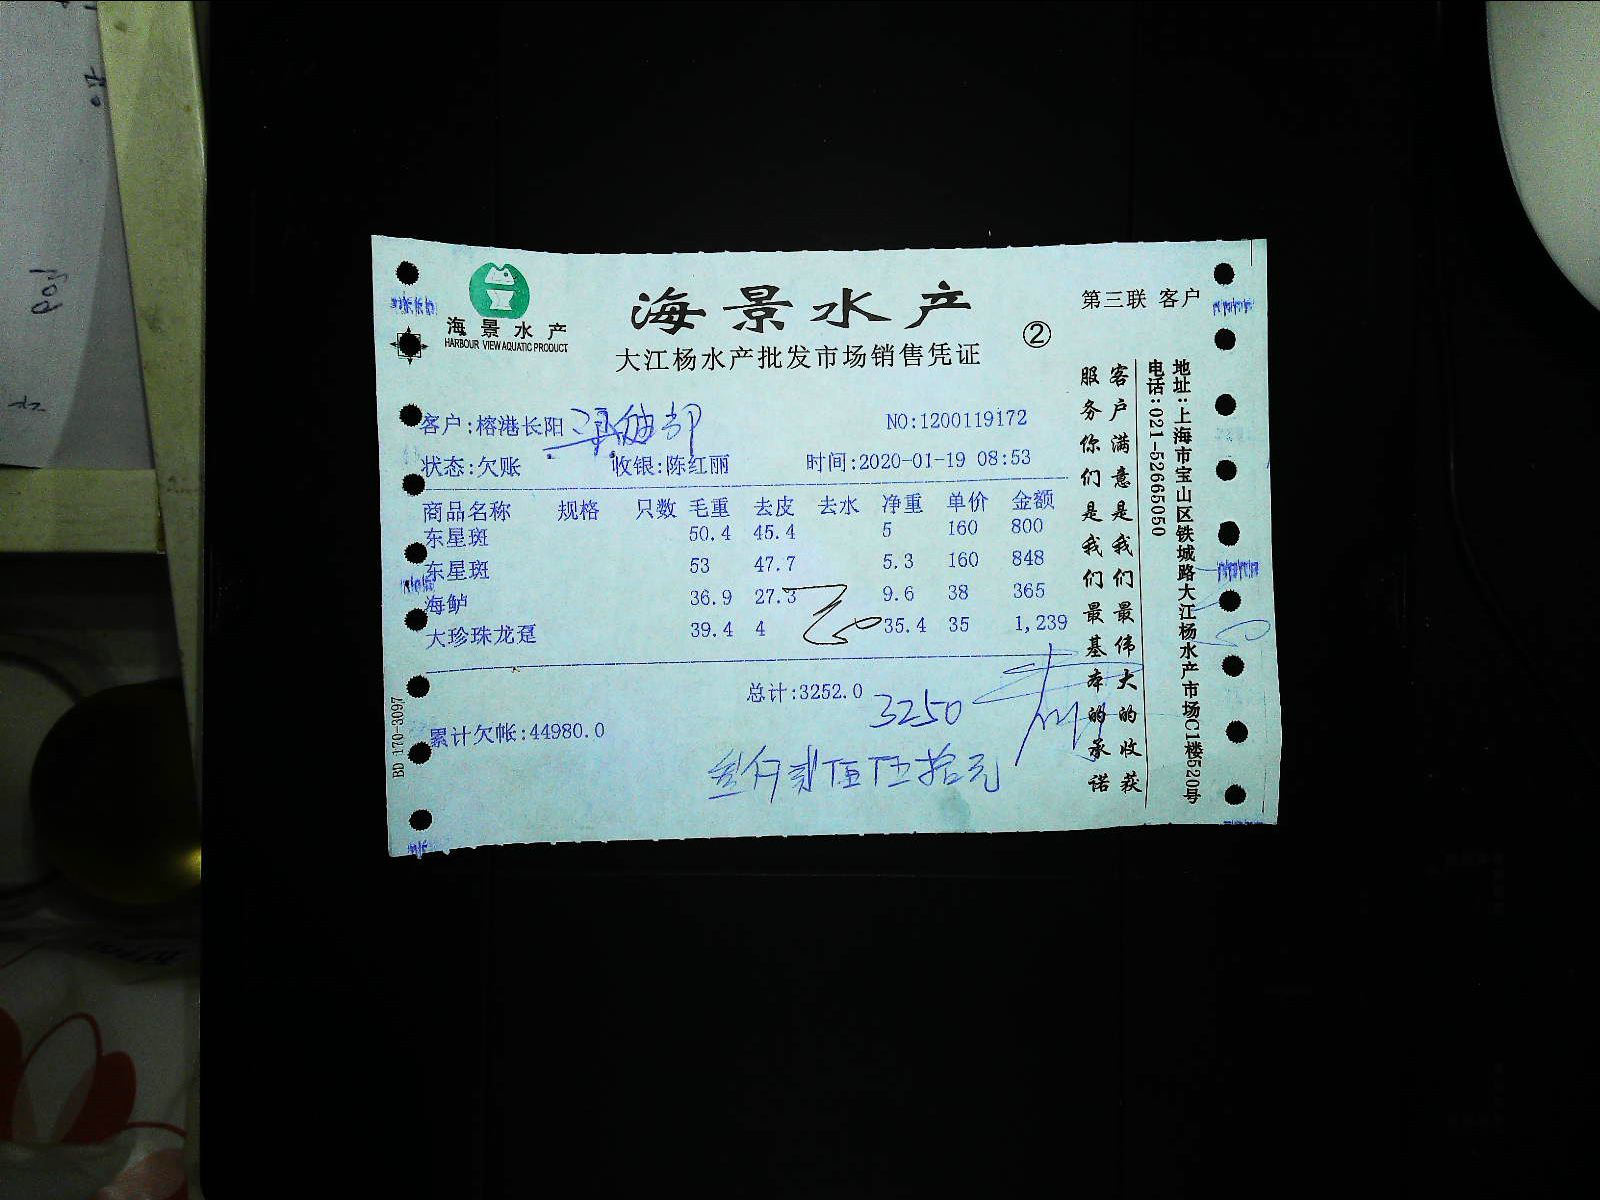 海景水产
HARBOUR VIEW AQUATIC PRODUCT
海景水产
大江杨水产批发市场销售凭证
②
第三联 客户
客户:榕港长阳
NO:1200119172
状态:欠账 收银:陈红丽 时间:2020-01-19 08:53
商品名称 规格 只数 毛重 去皮 去水 净重 单价 金额
东星斑 50.4 45.4 5 160 800
东星斑 53 47.7 5.3 160 848
海鲈 36.9 27.3 9.6 38 365
大珍珠龙趸 39.4 4 35.4 35 1,239
总计:3252.0
3250
累计欠帐:44980.0
叁仟贰佰伍拾元
客户满意是我们最伟大的收获
服务你们是我们最基本的承诺
地址:上海市宝山区铁城路大江杨水产市场C1楼520号
电话:021-52665050
BD 170-3097